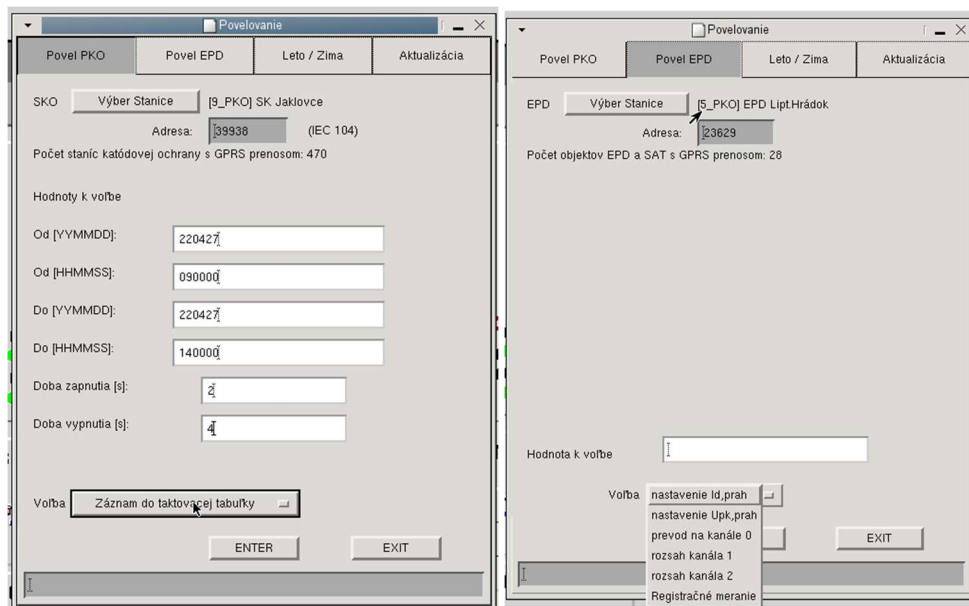 Povelovanie
Povel PKO
Povel EPD
Leto / Zima
Aktualizácia
SKO
Výber Stanice
[9_PKO] SK Jaklovce
Adresa:
39938
(IEC 104)
Počet staníc katódovej ochrany s GPRS prenosom: 470
Hodnoty k voľbe
Od [YYMMDD]:
220427
Od [HHMMSS]:
090000
Do [YYMMDD]:
220427
Do [HHMMSS]:
140000
Doba zapnutia [s]:
2
Doba vypnutia [s]:
4
Voľba
Záznam do taktovacej tabuľky
ENTER
EXIT
Povelovanie
Povel PKO
Povel EPD
Leto / Zima
Aktualizácia
EPD
Výber Stanice
[5_PKO] EPD Lipt.Hrádok
Adresa:
23629
Počet objektov EPD a SAT s GPRS prenosom: 28
Hodnota k voľbe
Voľba
nastavenie Id,prah
nastavenie Upk,prah
prevod na kanále 0
rozsah kanála 1
rozsah kanála 2
Registračné meranie
EXIT